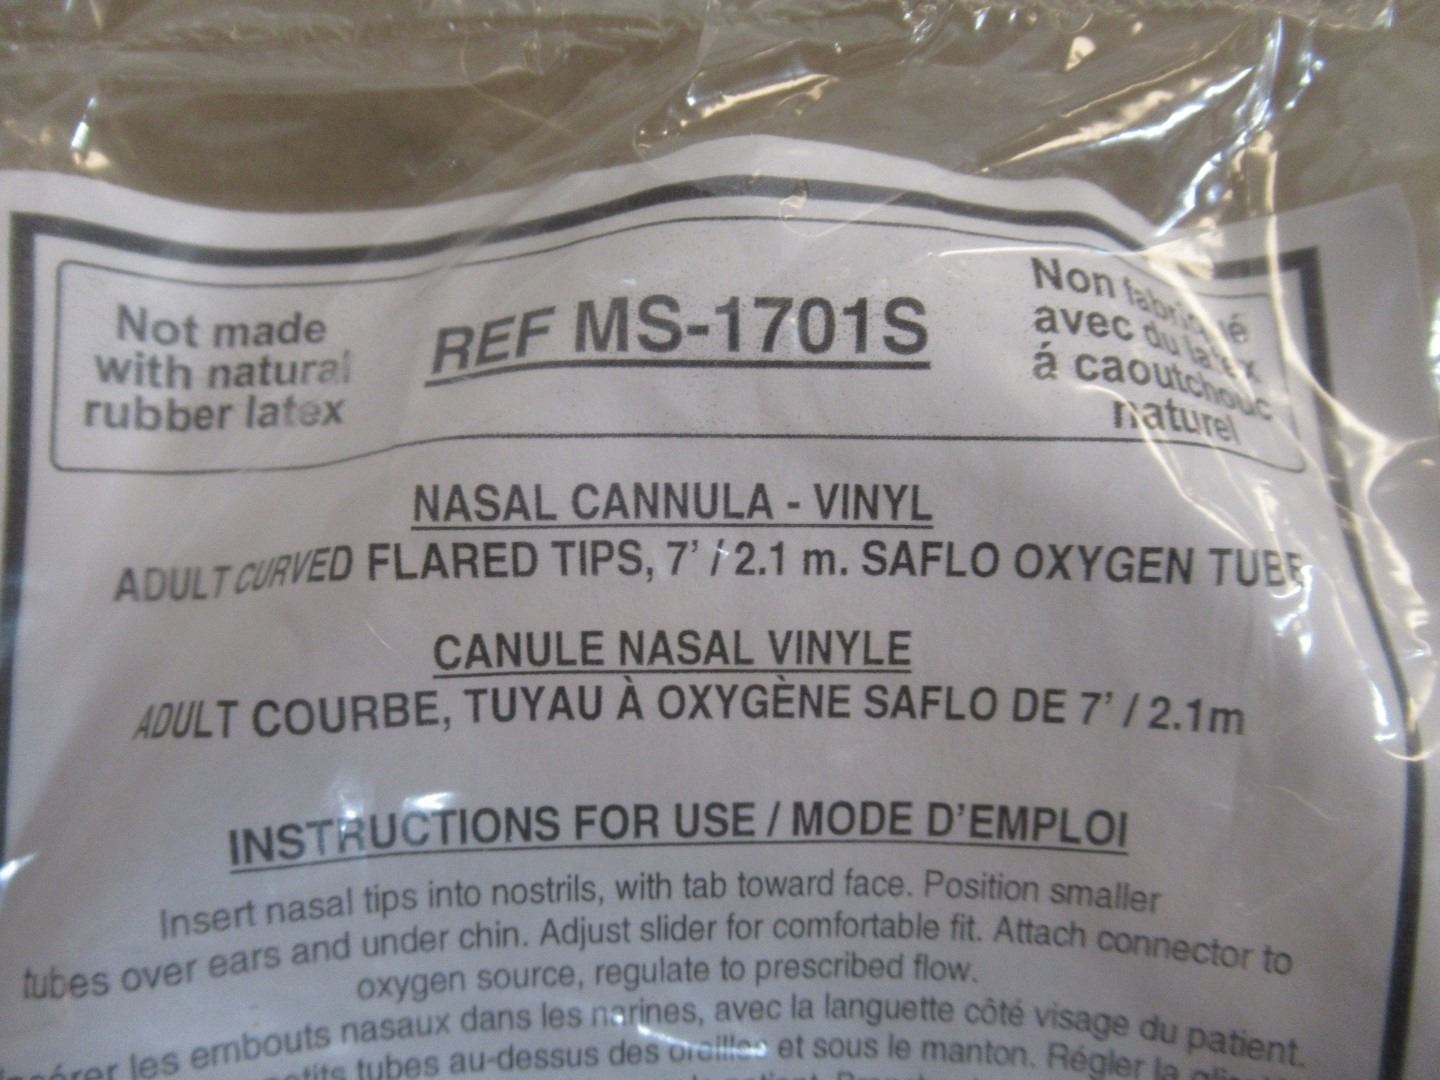 Not made
with natural
rubber latex
REF MS-1701S
Non fabriqué
avec du latex
á caoutchouc
naturel
NASAL CANNULA - VINYL
ADULT CURVED FLARED TIPS, 7' / 2.1 m. SAFLO OXYGEN TUBE
CANULE NASAL VINYLE
ADULT COURBE, TUYAU À OXYGÈNE SAFLO DE 7' / 2.1m
INSTRUCTIONS FOR USE / MODE D'EMPLOI
Insert nasal tips into nostrils, with tab toward face. Position smaller
tubes over ears and under chin. Adjust slider for comfortable fit. Attach connector to
oxygen source, regulate to prescribed flow.
les embouts nasaux dans les narines, avec la languette côté visage du patient.
tubes au-dessus des oreilles et sous le manton. Régler la